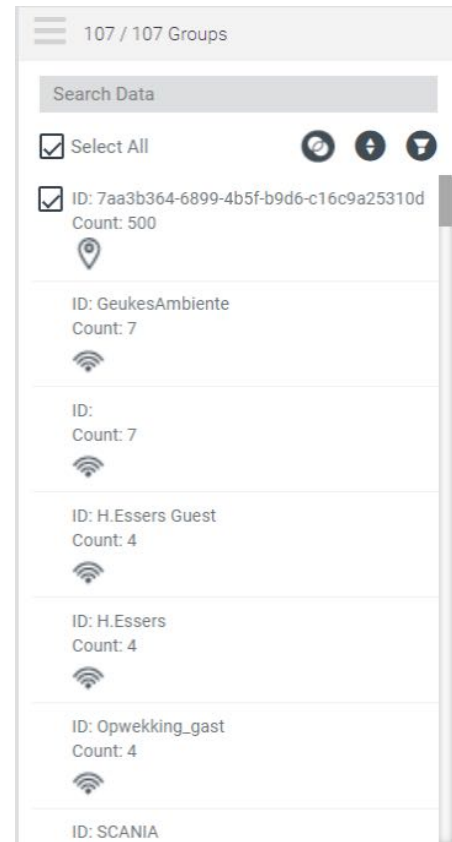 107 / 107 Groups
Search Data
Select All
ID: 7aa3b364-6899-4b5f-b9d6-c16c9a25310d
Count: 500
ID: GeukesAmbiente
Count: 7
ID:
Count: 7
ID: H.Essers Guest
Count: 4
ID: H.Essers
Count: 4
ID: Opwekking_gast
Count: 4
ID: SCANIA